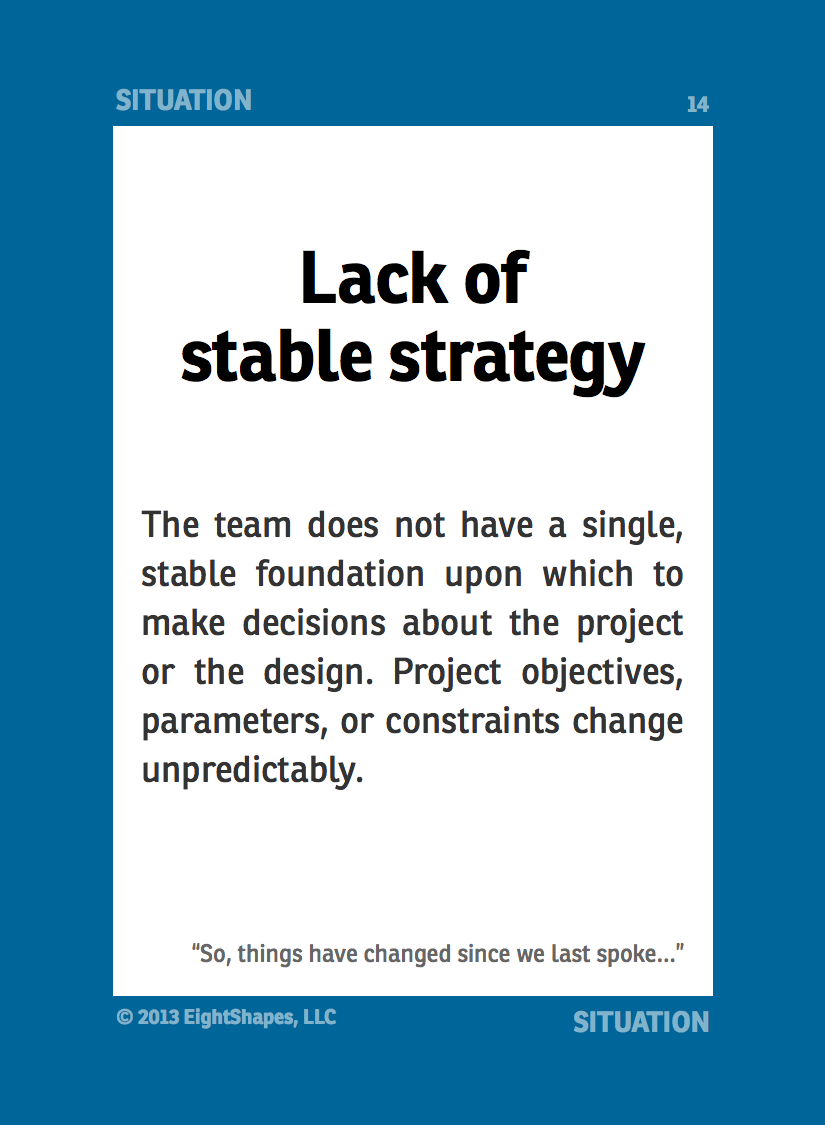 SITUATION 14
Lack of
stable strategy
The team does not have a single,
stable foundation upon which to
make decisions about the project
or the design. Project objectives,
parameters, or constraints change
unpredictably.
“So, things have changed since we last spoke...”
© 2013 EightShapes, LLC SITUATION